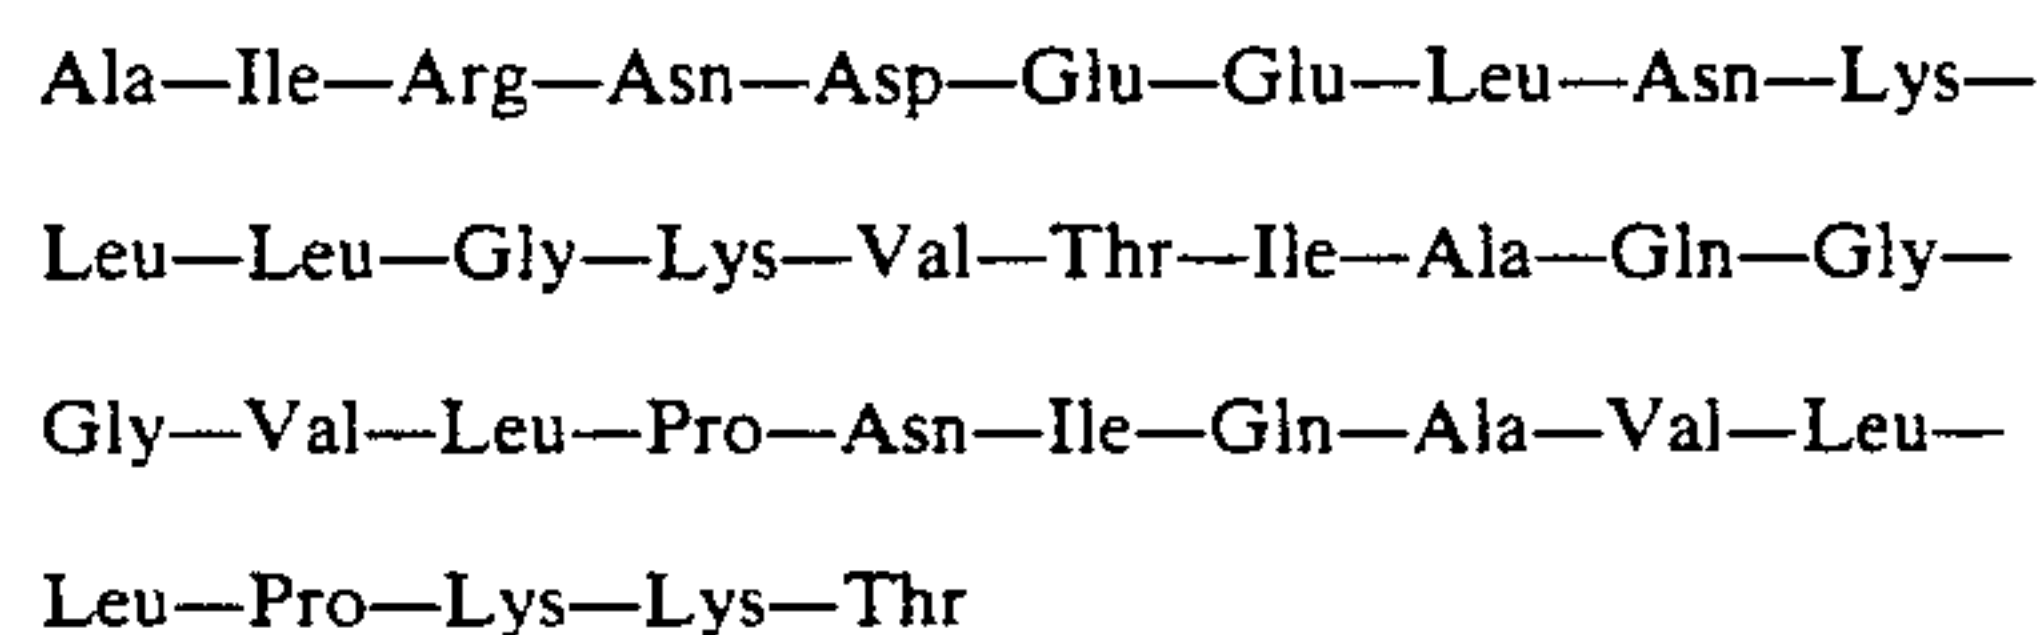 Ala—Ile—Arg—Asn—Asp—Glu—Glu—Leu—Asn—Lys—
Leu—Leu—Gly—Lys—Val—Thr—Ile—Ala—Gln—Gly—
Gly—Val—Leu—Pro—Asn—Ile—Gln—Ala—Val—Leu—
Leu—Pro—Lys—Lys—Thr